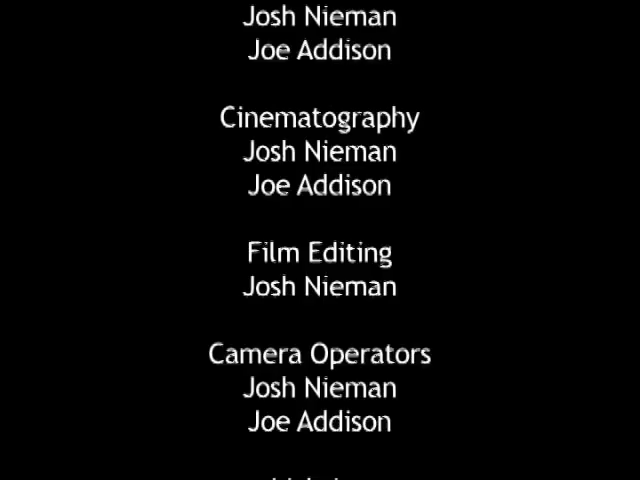 Josh Nieman
Joe Addison
Cinematography
Josh Nieman
Joe Addison
Film Editing
Josh Nieman
Camera Operators
Josh Nieman
Joe Addison